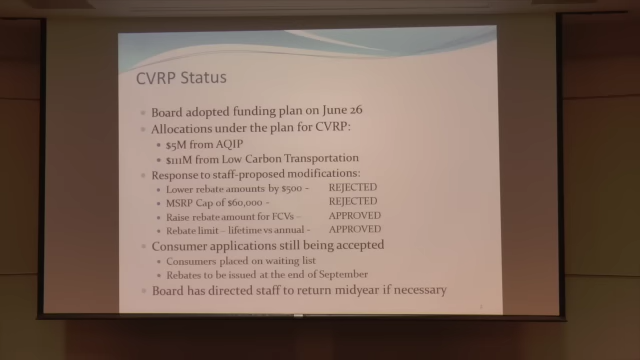 CVRP Status
Board adopted funding plan on June 26
Allocations under the plan for CVRP:
$5M from AQIP
$111M from Low Carbon Transportation
Response to staff-proposed modifications:
Lower rebate amounts by $500 – REJECTED
MSRP Cap of $60,000 – REJECTED
Raise rebate amount for FCVs – APPROVED
Rebate limit – lifetime vs annual – APPROVED
Consumer applications still being accepted
Consumers placed on waiting list
Rebates to be issued at the end of September
Board has directed staff to return midyear if necessary